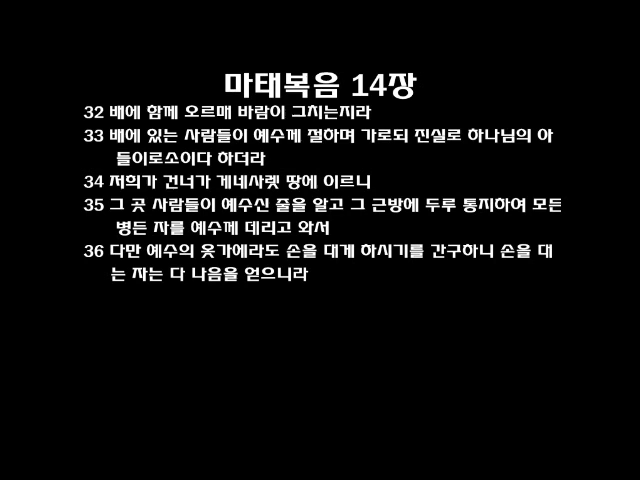 마태복음 14장
32 배에 함께 오르매 바람이 그치는지라
33 배에 있는 사람들이 예수께 절하며 가로되 진실로 하나님의 아
들이로소이다 하더라
34 저희가 건너가 게네사렛 땅에 이르니
35 그 곳 사람들이 예수신 줄을 알고 그 근방에 두루 통지하여 모든
병든 자를 예수께 데리고 와서
36 다만 예수의 옷가에라도 손을 대게 하시기를 간구하니 손을 대
는 자는 다 나음을 얻으니라